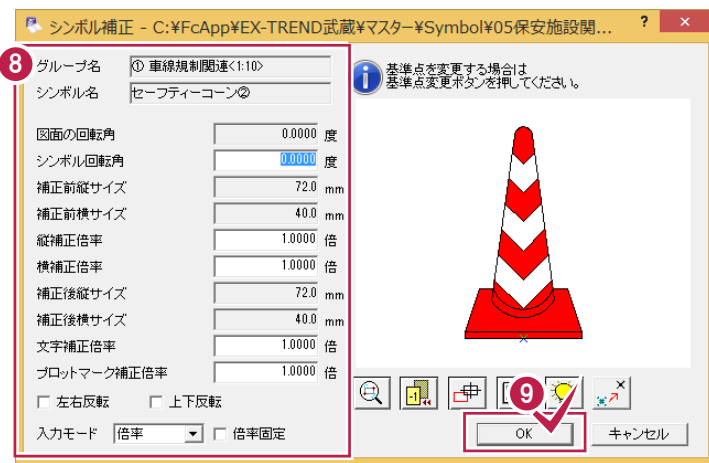 シンボル補正 - C:¥FcApp¥EX-TREND武蔵¥マスター¥Symbol¥05保安施設関... ? ×
8
グループ名 ① 車線規制関連<1:10>
シンボル名 セーフティーコーン②
図面の回転角 0.0000 度
シンボル回転角 0.0000 度
補正前縦サイズ 72.0 mm
補正前横サイズ 40.0 mm
縦補正倍率 1.0000 倍
横補正倍率 1.0000 倍
補正後縦サイズ 72.0 mm
補正後横サイズ 40.0 mm
文字補正倍率 1.0000 倍
プロットマーク補正倍率 1.0000 倍
左右反転 上下反転
入力モード 倍率 倍率固定
基準点を変更する場合は
基準点変更ボタンを押してください。
-1
9
OK キャンセル